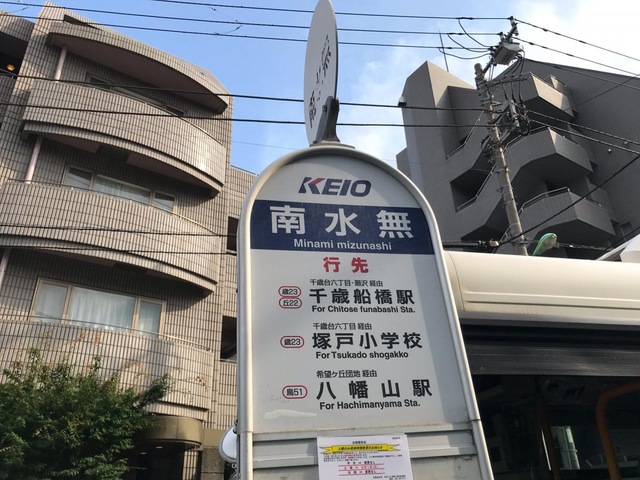 KEIO
南水無
Minami mizunashi
行先
千歳台六丁目・廻沢 経由
歳23
丘22
千歳船橋駅
For Chitose funabashi Sta.
千歳台六丁目 経由
歳23
塚戸小学校
For Tsukado shogakko
希望ヶ丘団地 経由
烏51
八幡山駅
For Hachimanyama Sta.